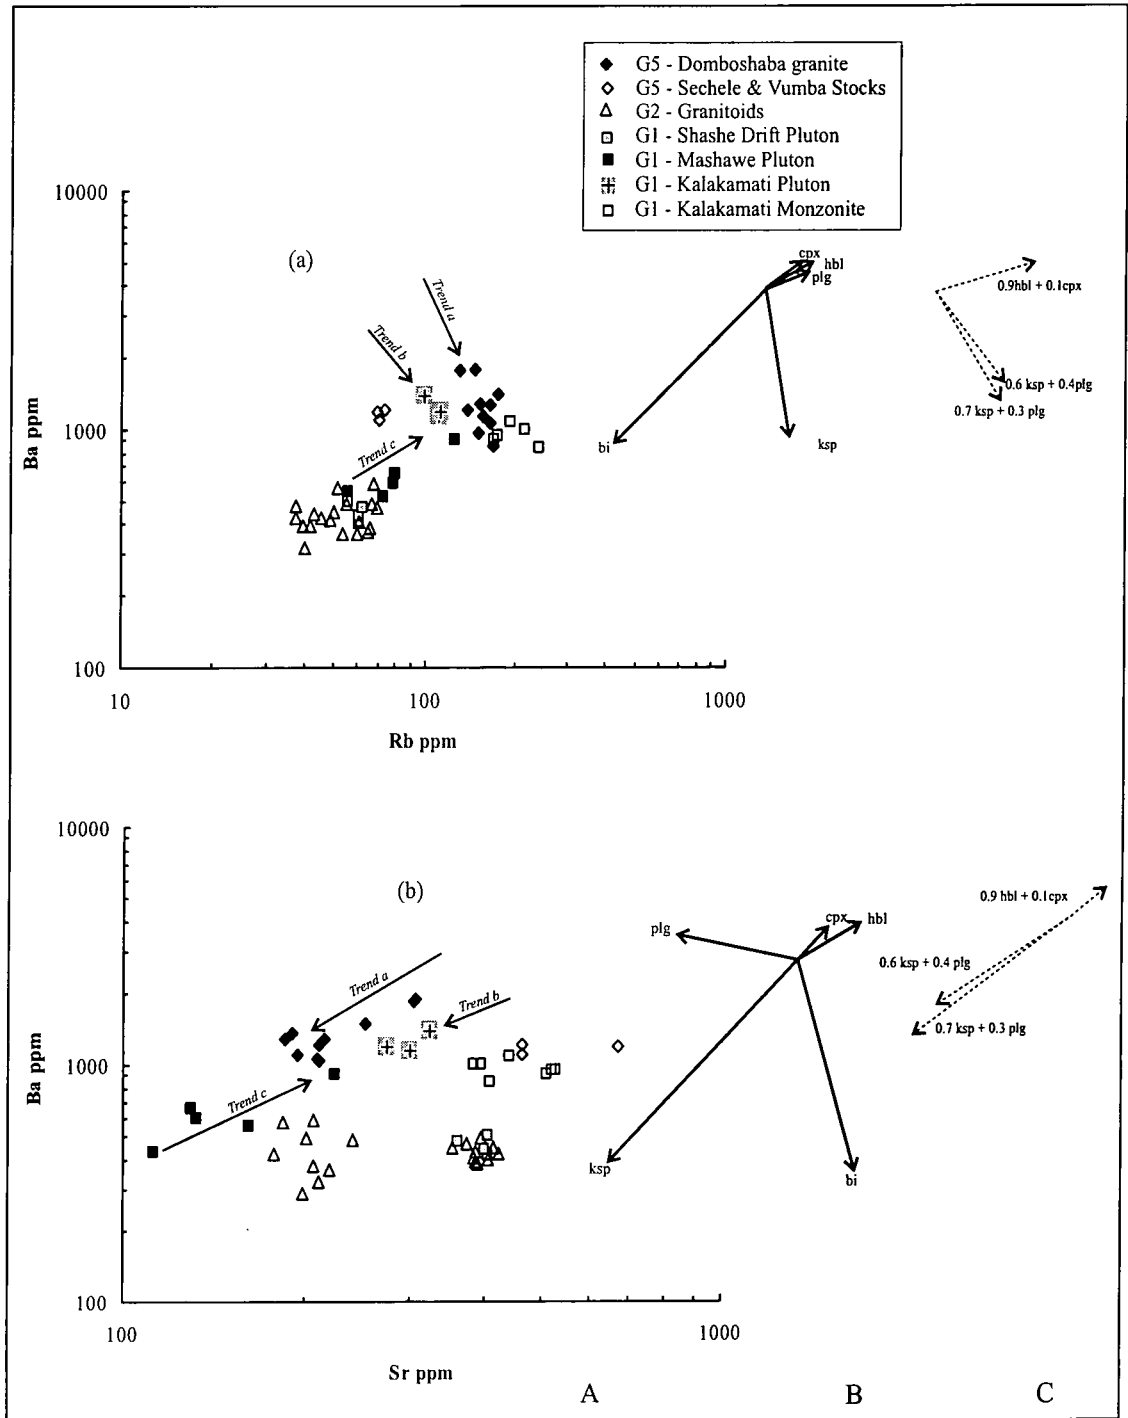 G5 - Domboshaba granite
G5 - Sechele & Vumba Stocks
G2 - Granitoids
G1 - Shashe Drift Pluton
G1 - Mashawe Pluton
G1 - Kalakamati Pluton
G1 - Kalakamati Monzonite
10000
(a)
cpx
hbl
plg
0.9hbl + 0.1cpx
Trend a
Trend b
0.6 ksp + 0.4plg
0.7 ksp + 0.3 plg
1000
Ba ppm
bi
ksp
Trend c
100
10
100
1000
Rb ppm
10000
(b)
0.9 hbl + 0.1cpx
plg
cpx
hbl
0.6 ksp + 0.4 plg
Trend a
Trend b
0.7 ksp + 0.3 plg
1000
Ba ppm
Trend c
ksp
bi
100
100
1000
Sr ppm
A
B
C